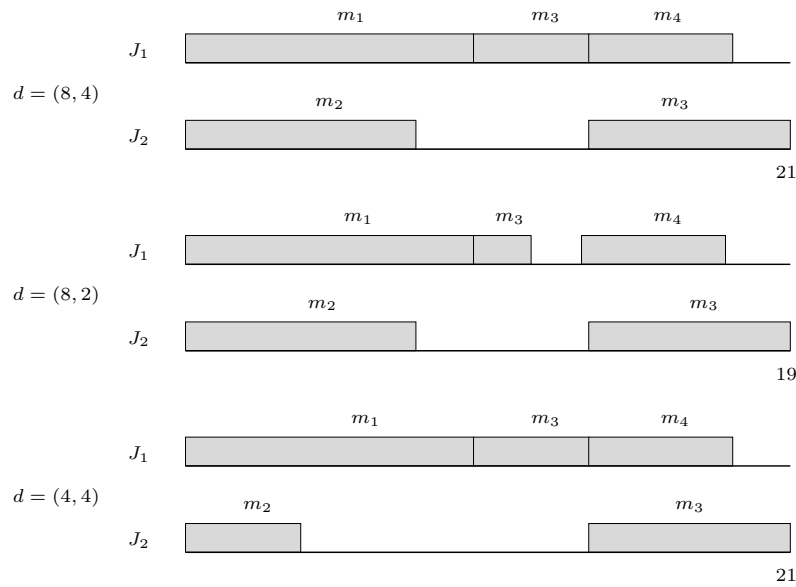 m₁ m₃ m₄
J₁
d = (8, 4)
m₂ m₃
J₂
21
m₁ m₃ m₄
J₁
d = (8, 2)
m₂ m₃
J₂
19
m₁ m₃ m₄
J₁
d = (4, 4)
m₂ m₃
J₂
21